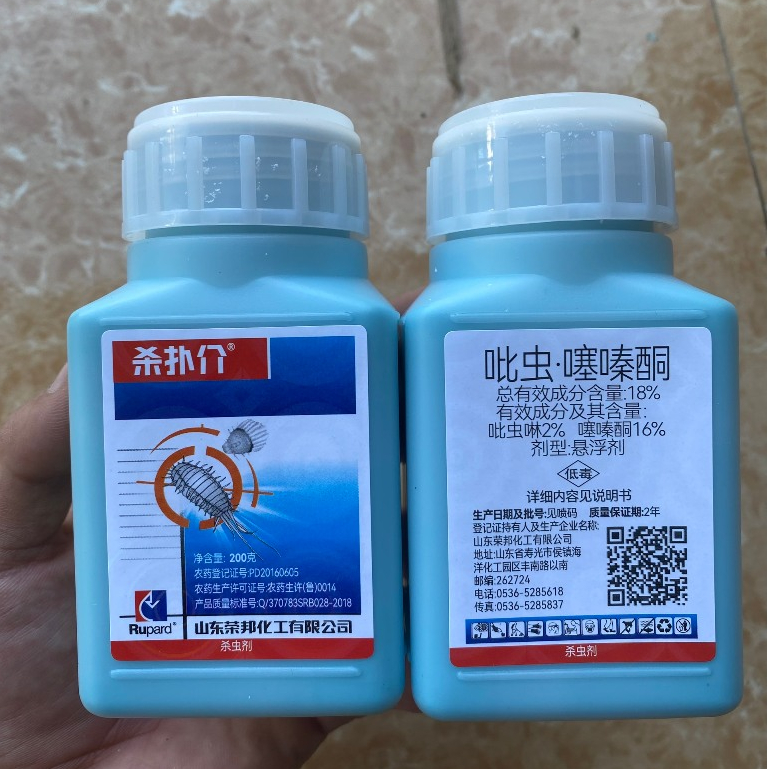 杀扑介®
净含量: 200克
农药登记证号:PD20160605
农药生产许可证号:农药生许(鲁)0014
产品质量标准号:Q/370783SRB028-2018
Rupard®
山东荣邦化工有限公司
杀虫剂
吡虫·噻嗪酮
总有效成分含量:18%
有效成分及其含量:
吡虫啉2% 噻嗪酮16%
剂型:悬浮剂
低毒
详细内容见说明书
生产日期及批号:见喷码 质量保证期:2年
登记证持有人及生产企业名称:
山东荣邦化工有限公司
地址:山东省寿光市侯镇海
洋化工园区丰南路以南
邮编:262724
电话:0536-5285618
传真:0536-5285837
杀虫剂